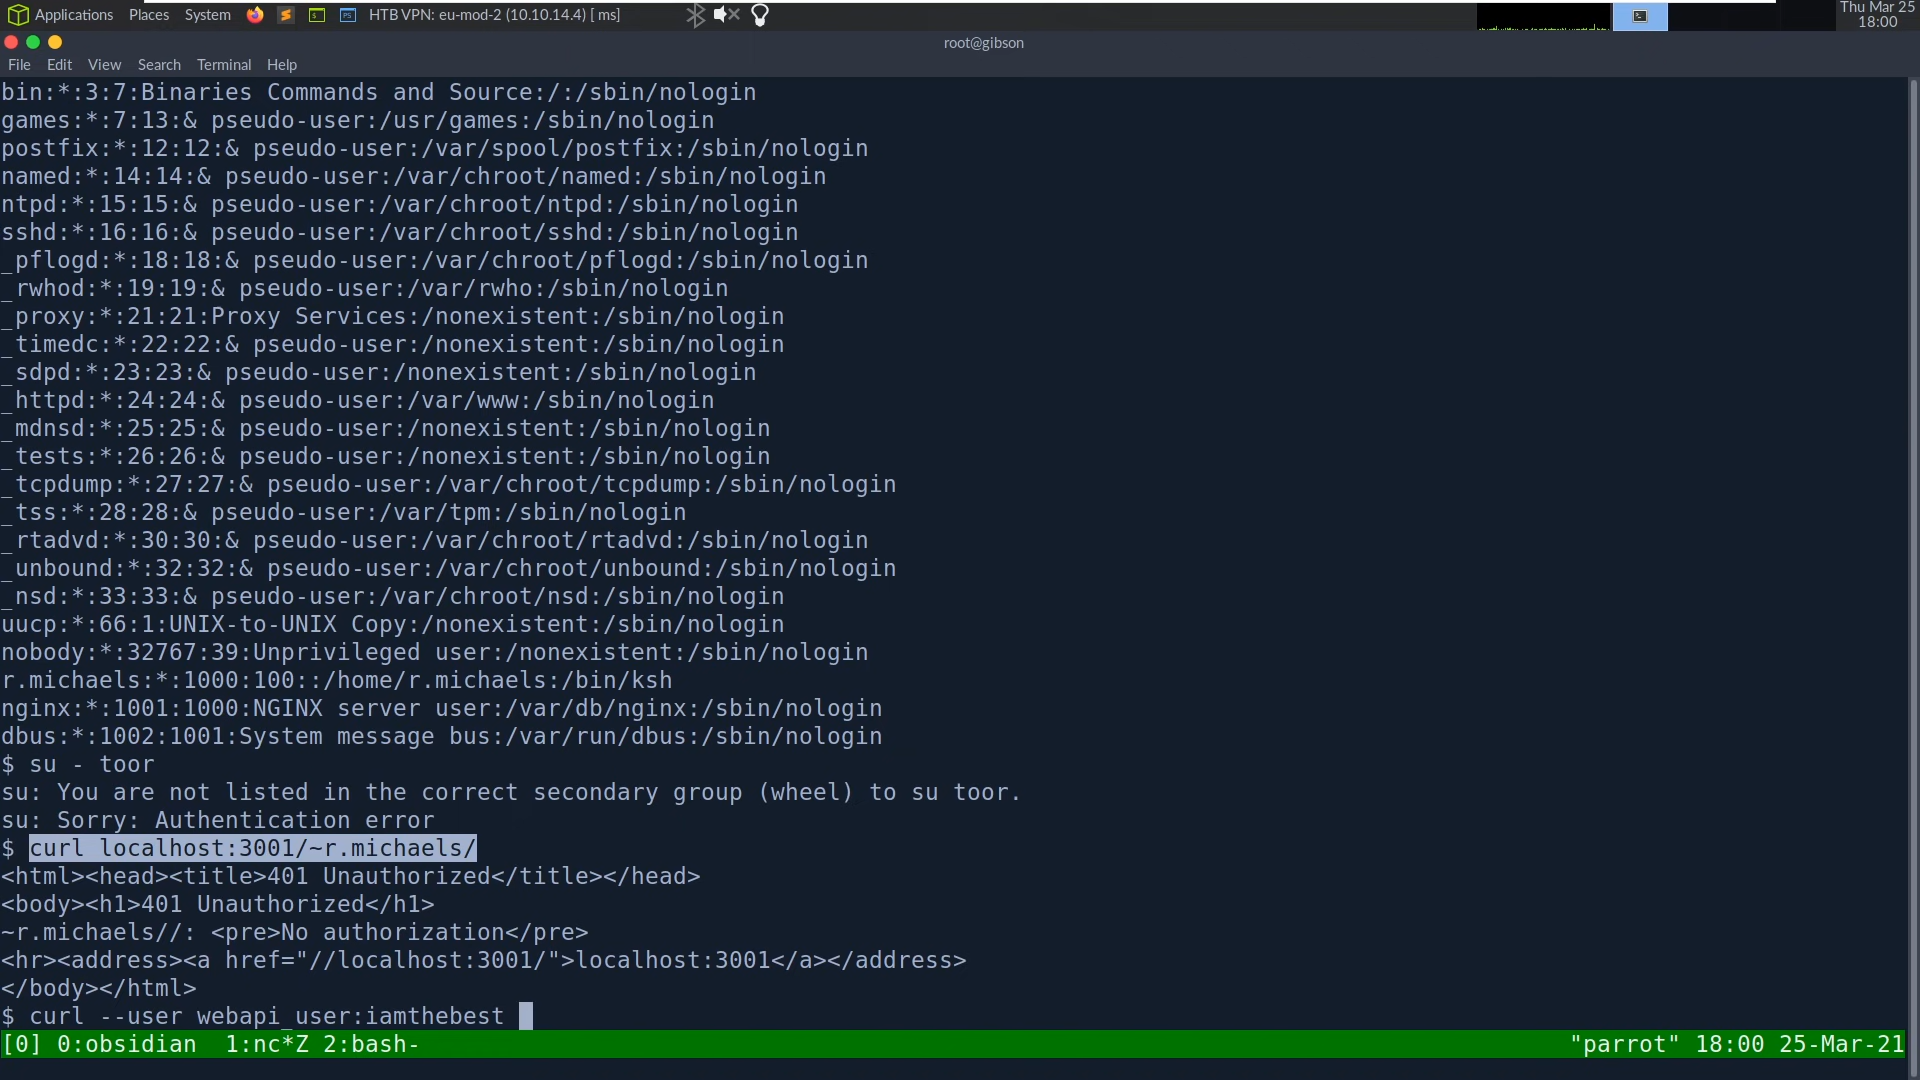 Applications Places System HTB VPN: eu-mod-2 (10.10.14.4) [ ms] Thu Mar 25
18:00
root@gibson
File Edit View Search Terminal Help
bin:*:3:7:Binaries Commands and Source:/:/sbin/nologin
games:*:7:13:& pseudo-user:/usr/games:/sbin/nologin
postfix:*:12:12:& pseudo-user:/var/spool/postfix:/sbin/nologin
named:*:14:14:& pseudo-user:/var/chroot/named:/sbin/nologin
ntpd:*:15:15:& pseudo-user:/var/chroot/ntpd:/sbin/nologin
sshd:*:16:16:& pseudo-user:/var/chroot/sshd:/sbin/nologin
_pflogd:*:18:18:& pseudo-user:/var/chroot/pflogd:/sbin/nologin
_rwhod:*:19:19:& pseudo-user:/var/rwho:/sbin/nologin
_proxy:*:21:21:Proxy Services:/nonexistent:/sbin/nologin
_timedc:*:22:22:& pseudo-user:/nonexistent:/sbin/nologin
_sdpd:*:23:23:& pseudo-user:/nonexistent:/sbin/nologin
_httpd:*:24:24:& pseudo-user:/var/www:/sbin/nologin
_mdnsd:*:25:25:& pseudo-user:/nonexistent:/sbin/nologin
_tests:*:26:26:& pseudo-user:/nonexistent:/sbin/nologin
_tcpdump:*:27:27:& pseudo-user:/var/chroot/tcpdump:/sbin/nologin
_tss:*:28:28:& pseudo-user:/var/tpm:/sbin/nologin
_rtadvd:*:30:30:& pseudo-user:/var/chroot/rtadvd:/sbin/nologin
_unbound:*:32:32:& pseudo-user:/var/chroot/unbound:/sbin/nologin
_nsd:*:33:33:& pseudo-user:/var/chroot/nsd:/sbin/nologin
uucp:*:66:1:UNIX-to-UNIX Copy:/nonexistent:/sbin/nologin
nobody:*:32767:39:Unprivileged user:/nonexistent:/sbin/nologin
r.michaels:*:1000:100::/home/r.michaels:/bin/ksh
nginx:*:1001:1000:NGINX server user:/var/db/nginx:/sbin/nologin
dbus:*:1002:1001:System message bus:/var/run/dbus:/sbin/nologin
$ su - toor
su: You are not listed in the correct secondary group (wheel) to su toor.
su: Sorry: Authentication error
$ curl localhost:3001/~r.michaels/
<html><head><title>401 Unauthorized</title></head>
<body><h1>401 Unauthorized</h1>
~r.michaels//: <pre>No authorization</pre>
<hr><address><a href="//localhost:3001/">localhost:3001</a></address>
</body></html>
$ curl --user webapi_user:iamthebest
[0] 0:obsidian 1:nc*Z 2:bash- "parrot" 18:00 25-Mar-21